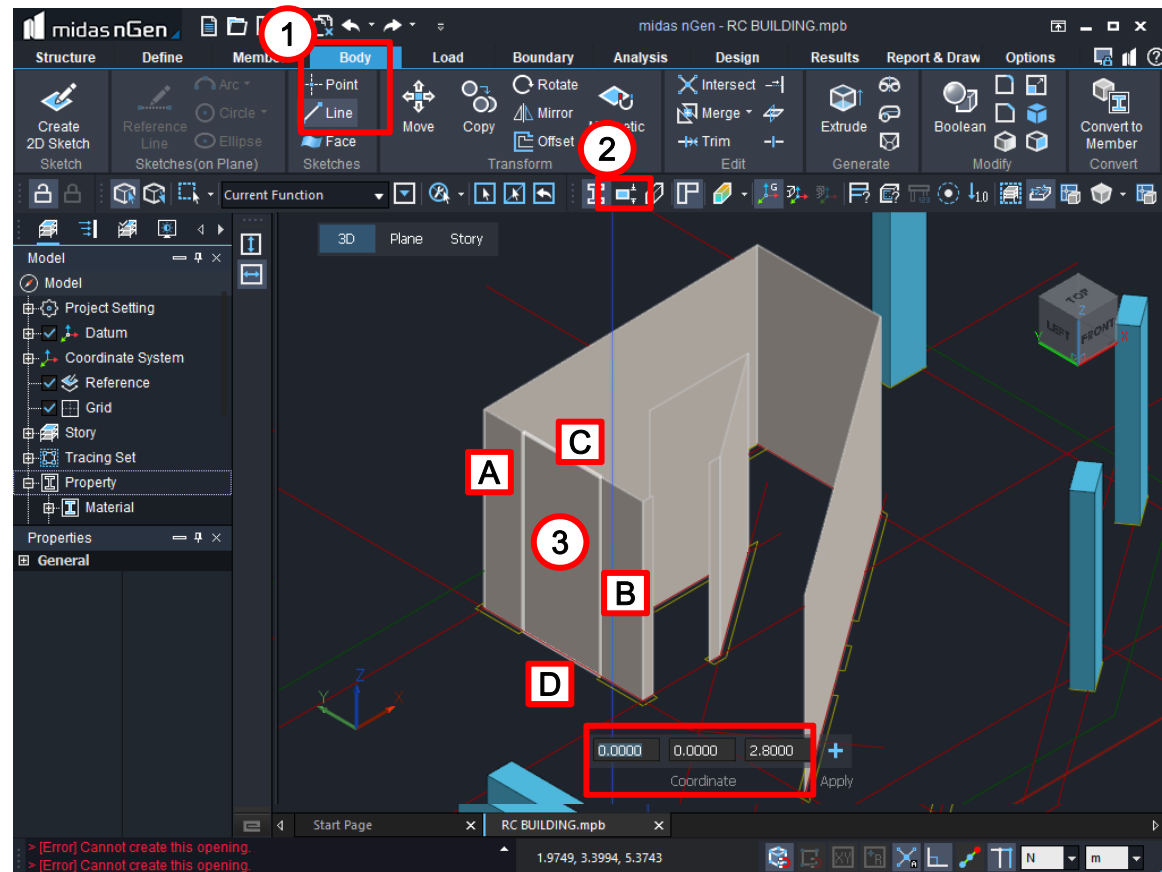 midas nGen
midas nGen - RC BUILDING.mpb
1
Structure Define Body Load Boundary Analysis Design Results Report & Draw Options
Create
2D Sketch
Reference
Line
Arc
Circle
Ellipse
Point
Line
Face
Move
Copy
Rotate
Mirror
Offset
2
Intersect
Merge
Trim
Extrude
Boolean
Convert to
Member
Sketch Sketches(on Plane) Sketches Transform Edit Generate Modify Convert
Current Function
G
1.0
3D Plane Story
Model
Model
Project Setting
Datum
Coordinate System
Reference
Grid
Story
Tracing Set
Property
Material
Properties
General
TOP
LEFT
FRONT
Z
Y
X
C
A
3
B
D
Z
Y
X
0.0000 0.0000 2.8000
Coordinate
Apply
Start Page RC BUILDING.mpb
> [Error] Cannot create this opening.
> [Error] Cannot create this opening.
1.9749, 3.3994, 5.3743
N m